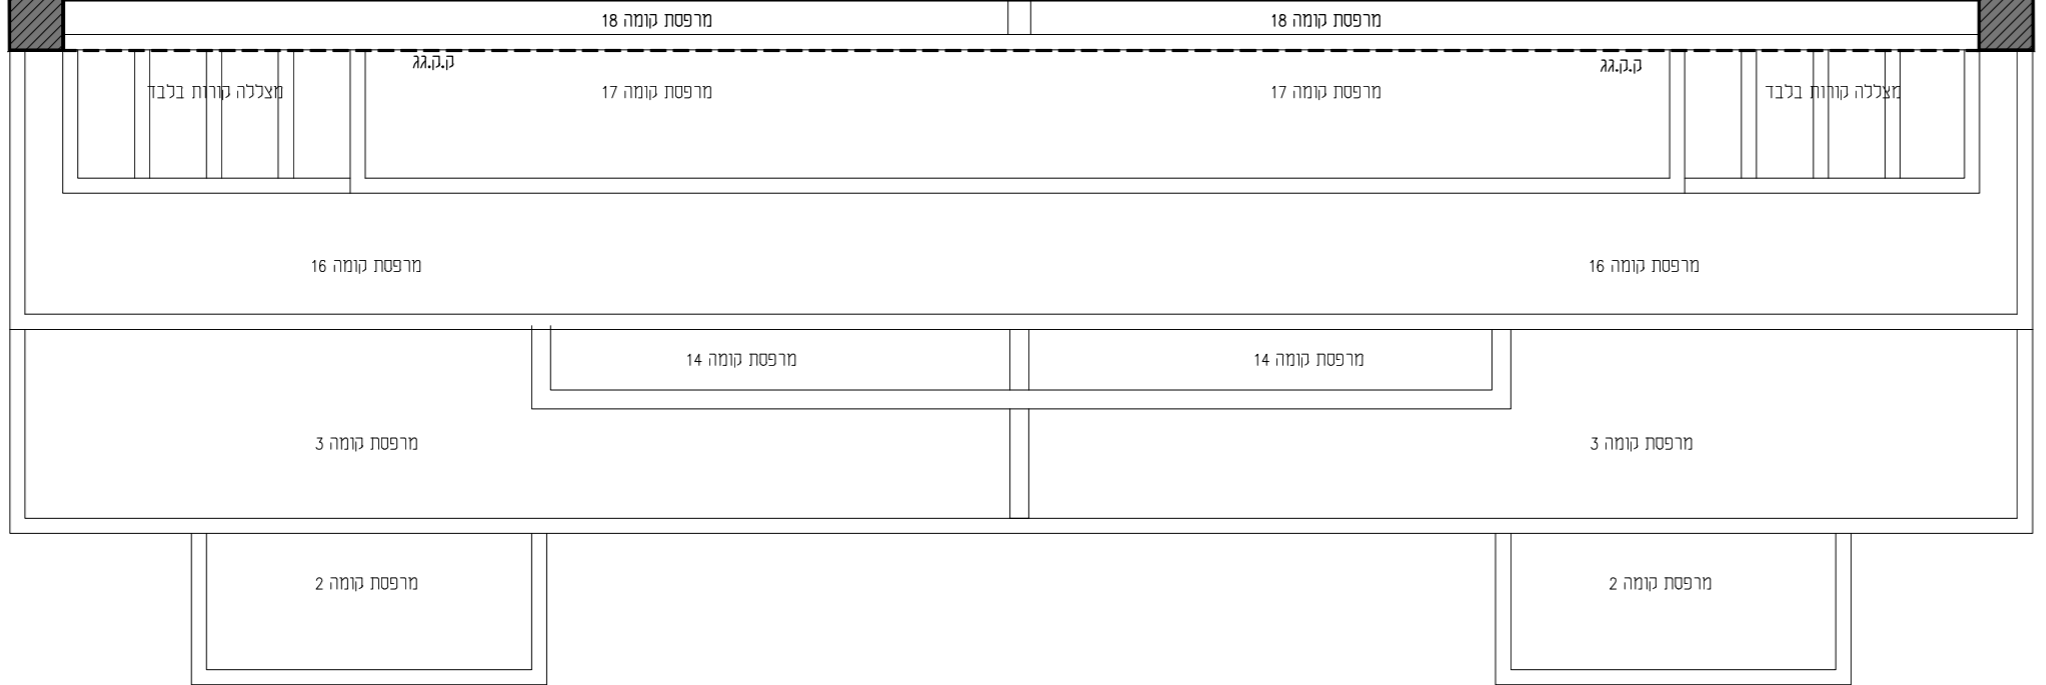 מרפסת קומה 18
מרפסת קומה 18
ק.ק.גג
ק.ק.גג
מצללה קורות בלבד
מרפסת קומה 17
מרפסת קומה 17
מצללה קורות בלבד
מרפסת קומה 16
מרפסת קומה 16
מרפסת קומה 14
מרפסת קומה 14
מרפסת קומה 3
מרפסת קומה 3
מרפסת קומה 2
מרפסת קומה 2